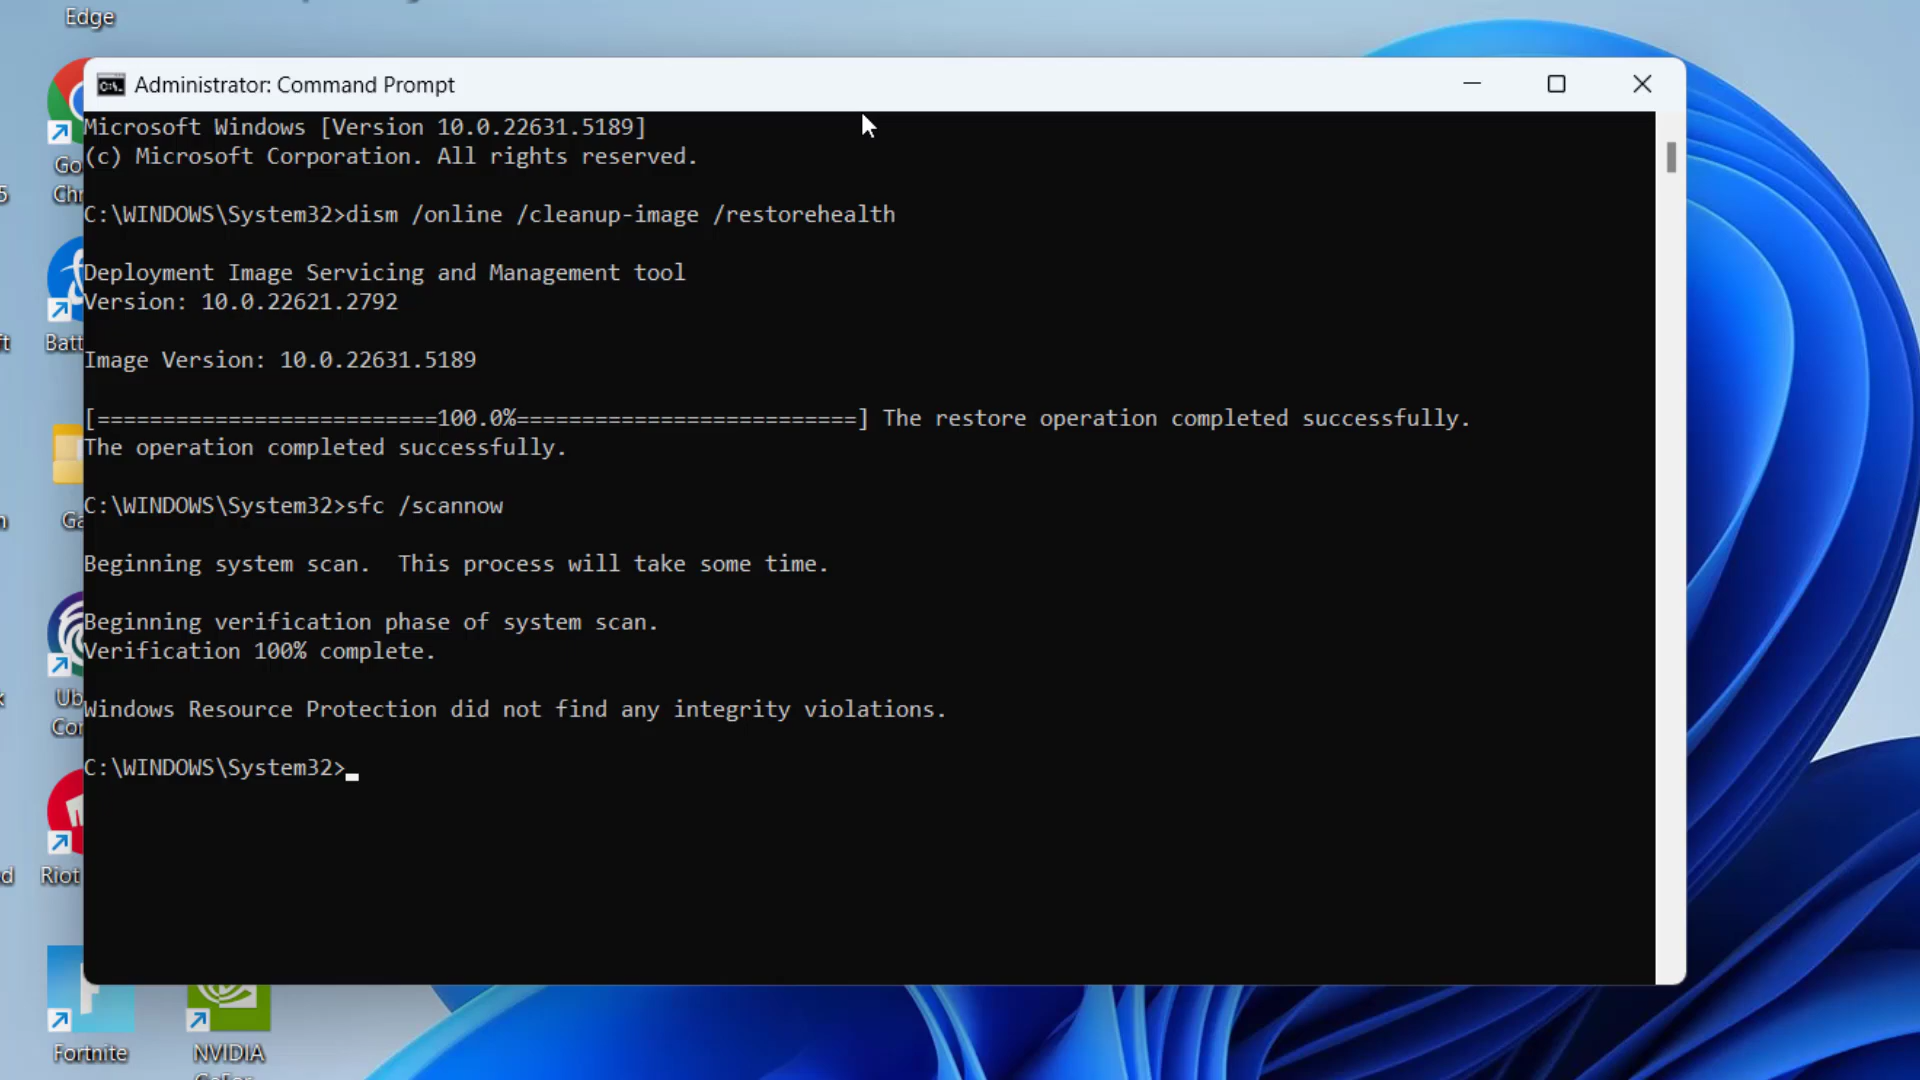 Edge
Administrator: Command Prompt
Microsoft Windows [Version 10.0.22631.5189]
(c) Microsoft Corporation. All rights reserved.
C:\WINDOWS\System32>dism /online /cleanup-image /restorehealth
Deployment Image Servicing and Management tool
Version: 10.0.22621.2792
Image Version: 10.0.22631.5189
[==========================100.0%==========================] The restore operation completed successfully.
The operation completed successfully.
C:\WINDOWS\System32>sfc /scannow
Beginning system scan.  This process will take some time.
Beginning verification phase of system scan.
Verification 100% complete.
Windows Resource Protection did not find any integrity violations.
C:\WINDOWS\System32>
Go
Chr
Batt
Ga
Ub
Con
Riot
Fortnite
NVIDIA